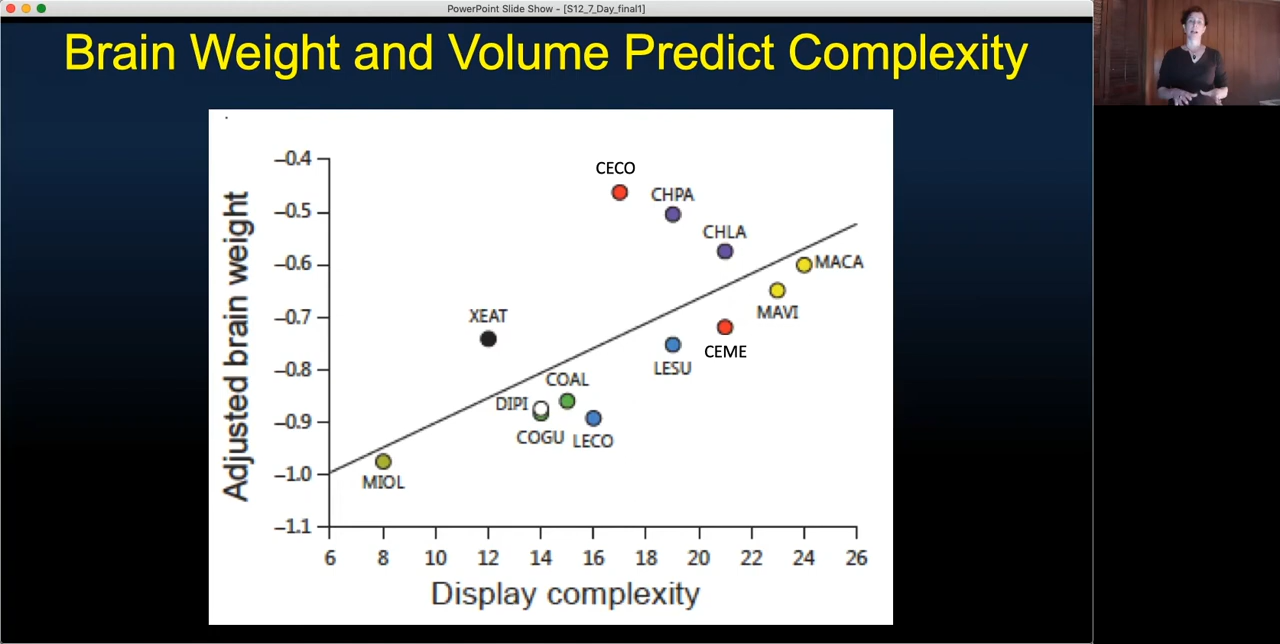 PowerPoint Slide Show - [S12_7_Day_final1]
Brain Weight and Volume Predict Complexity
Adjusted brain weight
–0.4
–0.5
–0.6
–0.7
–0.8
–0.9
–1.0
–1.1
CECO
CHPA
CHLA
MACA
MAVI
XEAT
CEME
LESU
COAL
DIPI
COGU
LECO
MIOL
6 8 10 12 14 16 18 20 22 24 26
Display complexity